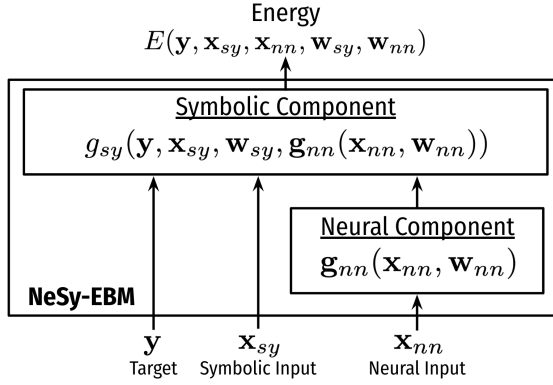 Energy
E(y, x_sy, x_nn, w_sy, w_nn)
Symbolic Component
g_sy(y, x_sy, w_sy, g_nn(x_nn, w_nn))
Neural Component
g_nn(x_nn, w_nn)
NeSy-EBM
y x_sy x_nn
Target Symbolic Input Neural Input